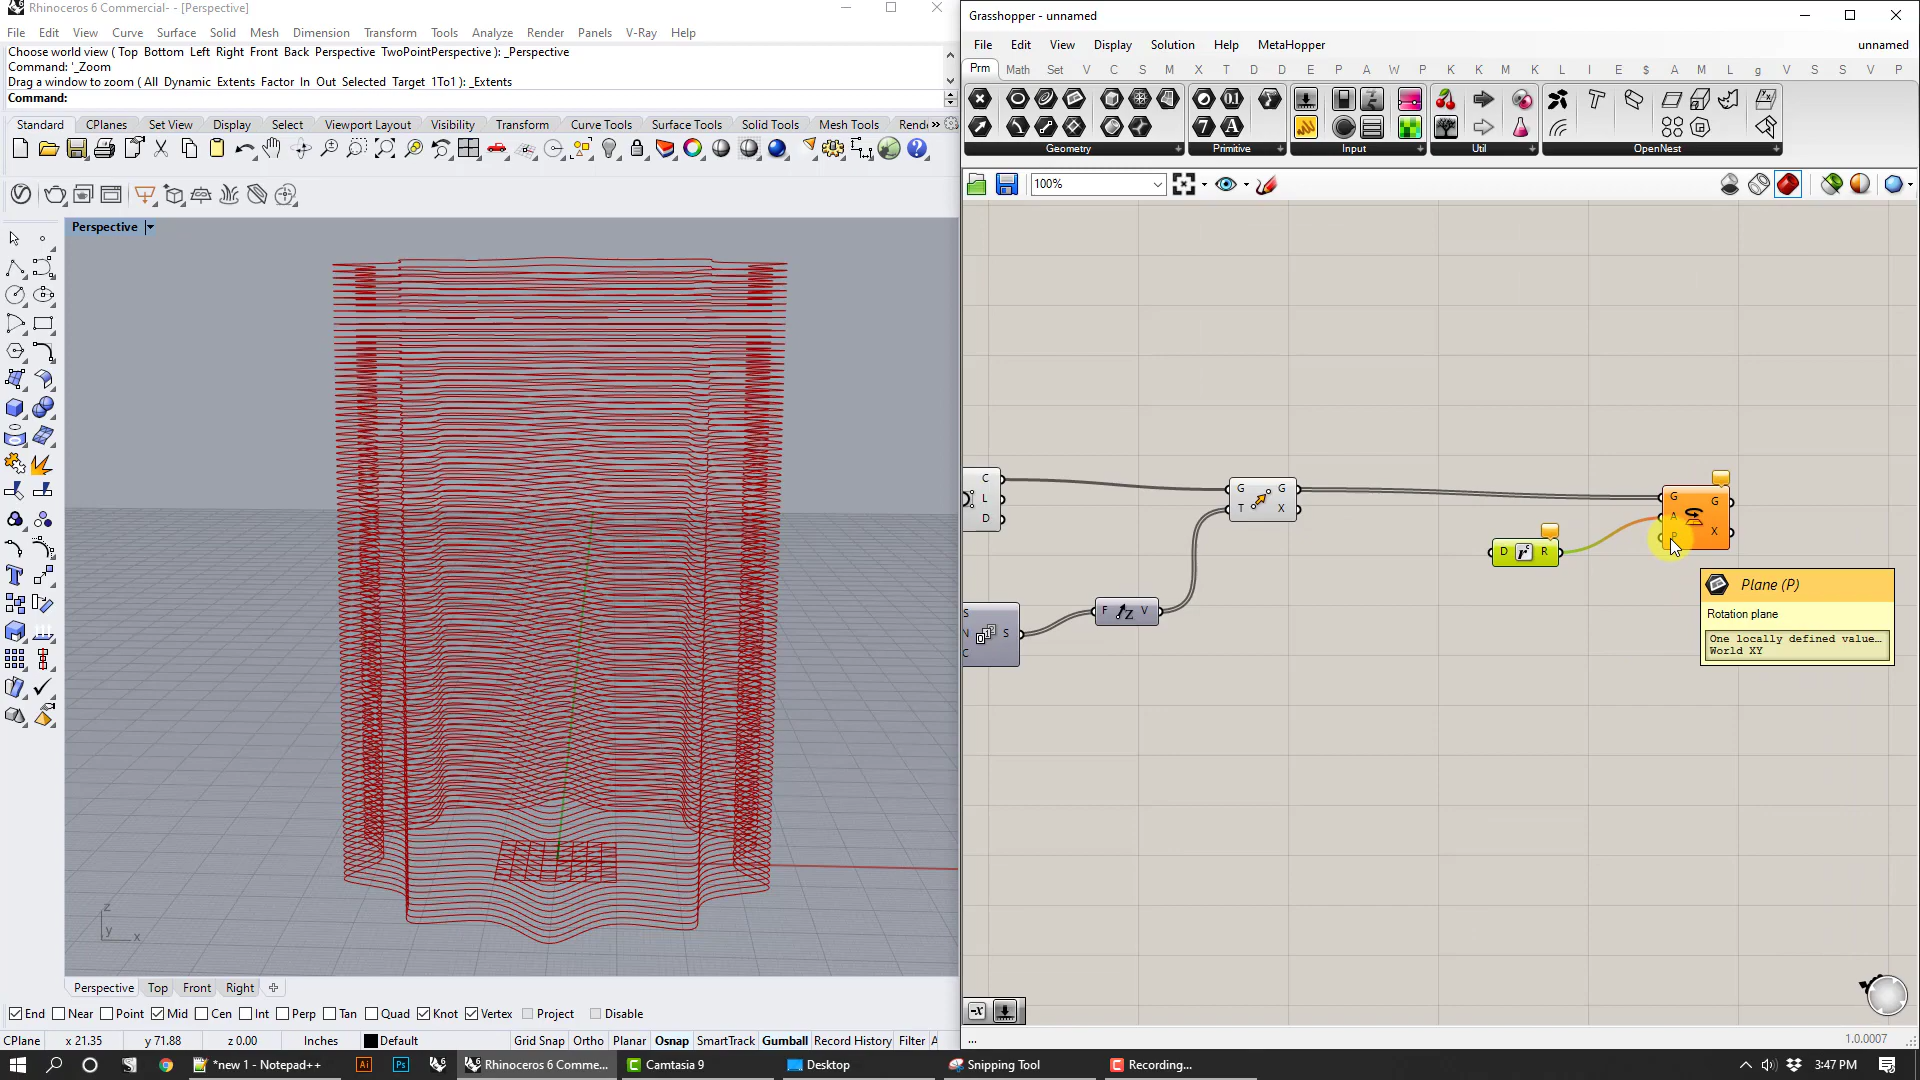 Rhinoceros 6 Commercial- - [Perspective]
File Edit View Curve Surface Solid Mesh Dimension Transform Tools Analyze Render Panels V-Ray Help
Choose world view ( Top Bottom Left Right Front Back Perspective TwoPointPerspective ): _Perspective
Command: '_Zoom
Drag a window to zoom ( All Dynamic Extents Factor In Out Selected Target 1To1 ): _Extents
Command:
Standard CPlanes Set View Display Select Viewport Layout Visibility Transform Curve Tools Surface Tools Solid Tools Mesh Tools Rend »
Perspective
z
y x
Perspective Top Front Right
End Near Point Mid Cen Int Perp Tan Quad Knot Vertex Project Disable
CPlane x 21.35 y 71.88 z 0.00 Inches Default Grid Snap Ortho Planar Osnap SmartTrack Gumball Record History Filter A
Grasshopper - unnamed
File Edit View Display Solution Help MetaHopper unnamed
Prm Math Set V C S M X T D D E P A W P K K M K L I E $ A M L g V S S V P
Geometry Primitive Input Util OpenNest
100%
C
L
D
G G
T X
S
N S
C
F V
D R
G G
A X
Plane (P)
Rotation plane
One locally defined value…
World XY
...
1.0.0007
*new 1 - Notepad++ Rhinoceros 6 Comme... Camtasia 9 Desktop Snipping Tool Recording... 3:47 PM